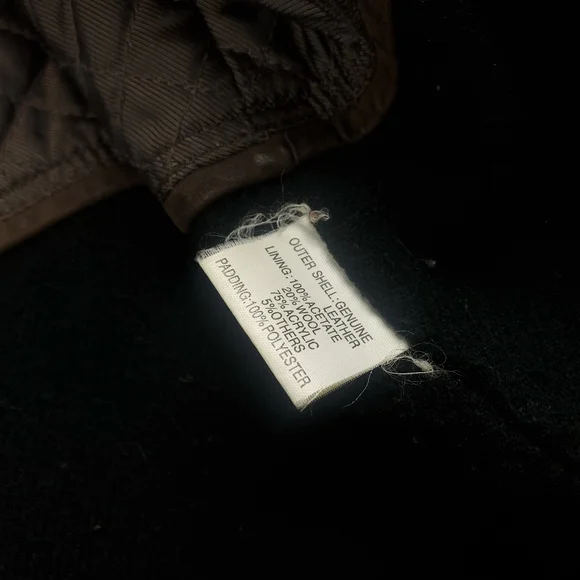 OUTER SHELL:GENUINE
LEATHER
LINING:100% ACETATE
20% WOOL
75% ACRYLIC
5%OTHERS
PADDING:100%POLYESTER